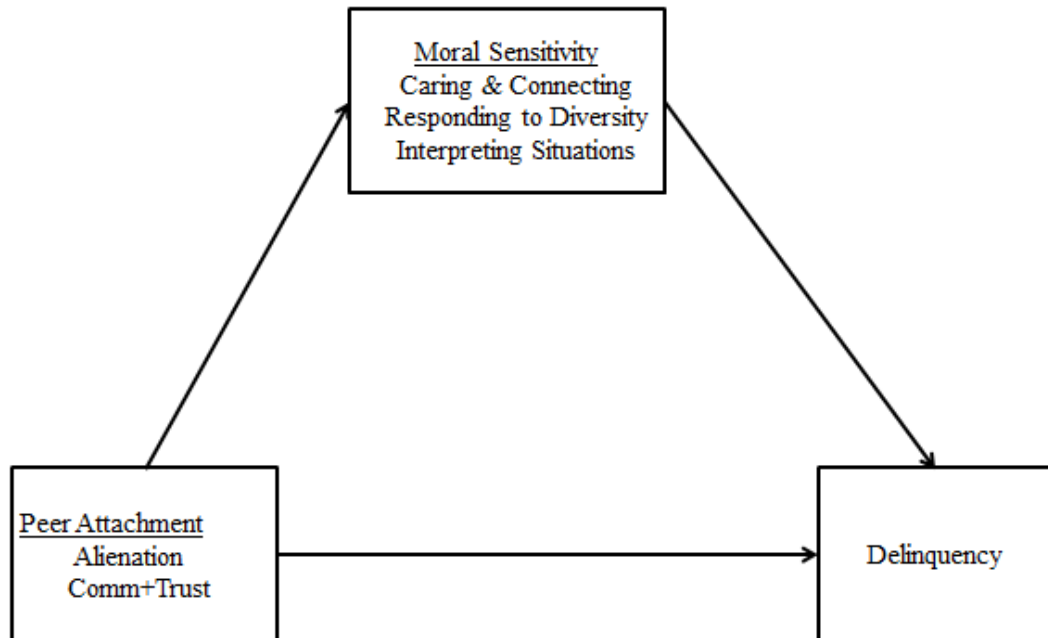 Moral Sensitivity
Caring & Connecting
Responding to Diversity
Interpreting Situations
Peer Attachment
Alienation
Comm+Trust
Delinquency